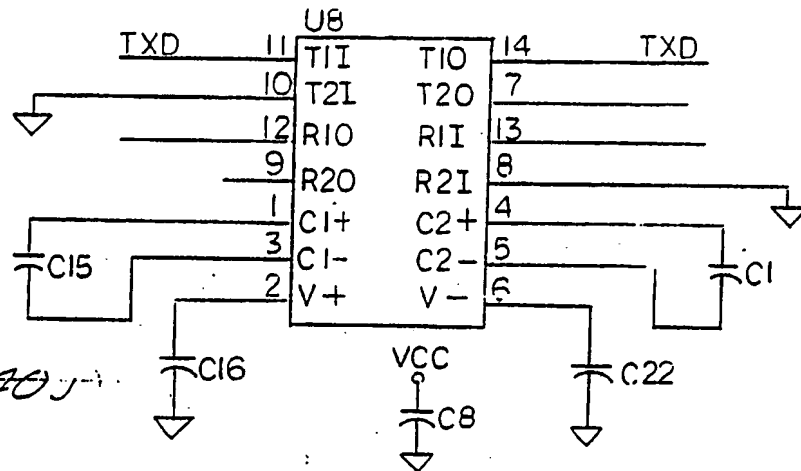 U8
TXD 11 T1I T1O 14 TXD
10 T2I T2O 7
12 R1O R1I 13
9 R2O R2I 8
1 C1+ C2+ 4
C15 3 C1- C2- 5 C1
2 V+ V- 6
C16 VCC C22
C8